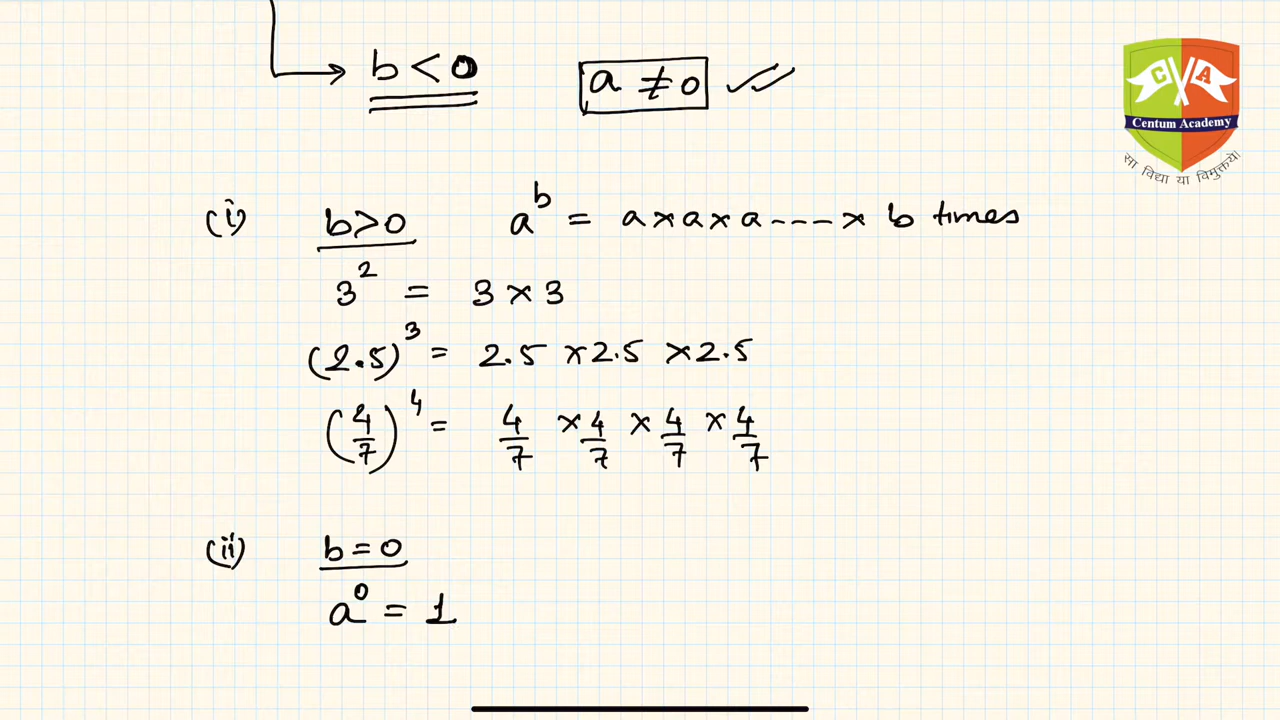 b < 0    a ≠ 0
C A
Centum Academy
सा विद्या या विमुक्तये।
(i)    b>0    a^b = a × a × a ---- × b times
3^2 = 3 × 3
(2.5)^3 = 2.5 × 2.5 × 2.5
(4/7)^4 = 4/7 × 4/7 × 4/7 × 4/7
(ii)    b = 0
a^0 = 1